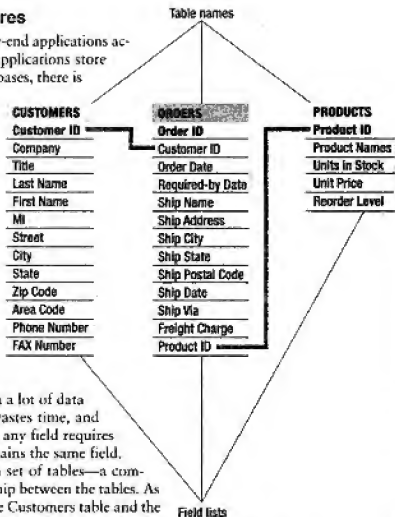 res
Table names
-end applications ac-
applications store
bases, there is
CUSTOMERS
Customer ID
Company
Title
Last Name
First Name
MI
Street
City
State
Zip Code
Area Code
Phone Number
FAX Number
ORDERS
Order ID
Customer ID
Order Date
Required-by Date
Ship Name
Ship Address
Ship City
Ship State
Ship Postal Code
Ship Date
Ship Via
Freight Charge
Product ID
PRODUCTS
Product ID
Product Names
Units in Stock
Unit Price
Reorder Level
a lot of data
astes time, and
any field requires
ains the same field.
set of tables—a com-
ip between the tables. As
e Customers table and the
Field lists